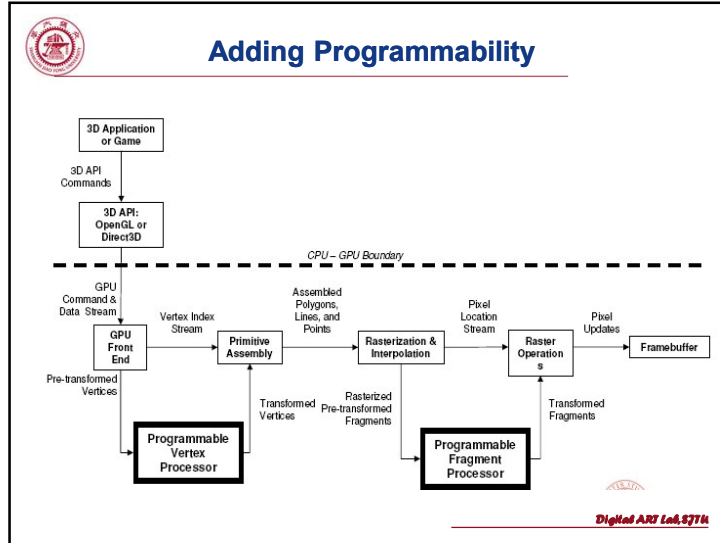 Adding Programmability
3D Application
or Game
3D API
Commands
3D API:
OpenGL or
Direct3D
CPU – GPU Boundary
GPU
Command &
Data Stream
Vertex Index
Stream
Assembled
Polygons,
Lines, and
Points
Pixel
Location
Stream
Pixel
Updates
GPU
Front
End
Primitive
Assembly
Rasterization &
Interpolation
Raster
Operation
s
Framebuffer
Pre-transformed
Vertices
Transformed
Vertices
Rasterized
Pre-transformed
Fragments
Transformed
Fragments
Programmable
Vertex
Processor
Programmable
Fragment
Processor
Digital ART Lab,SJTU